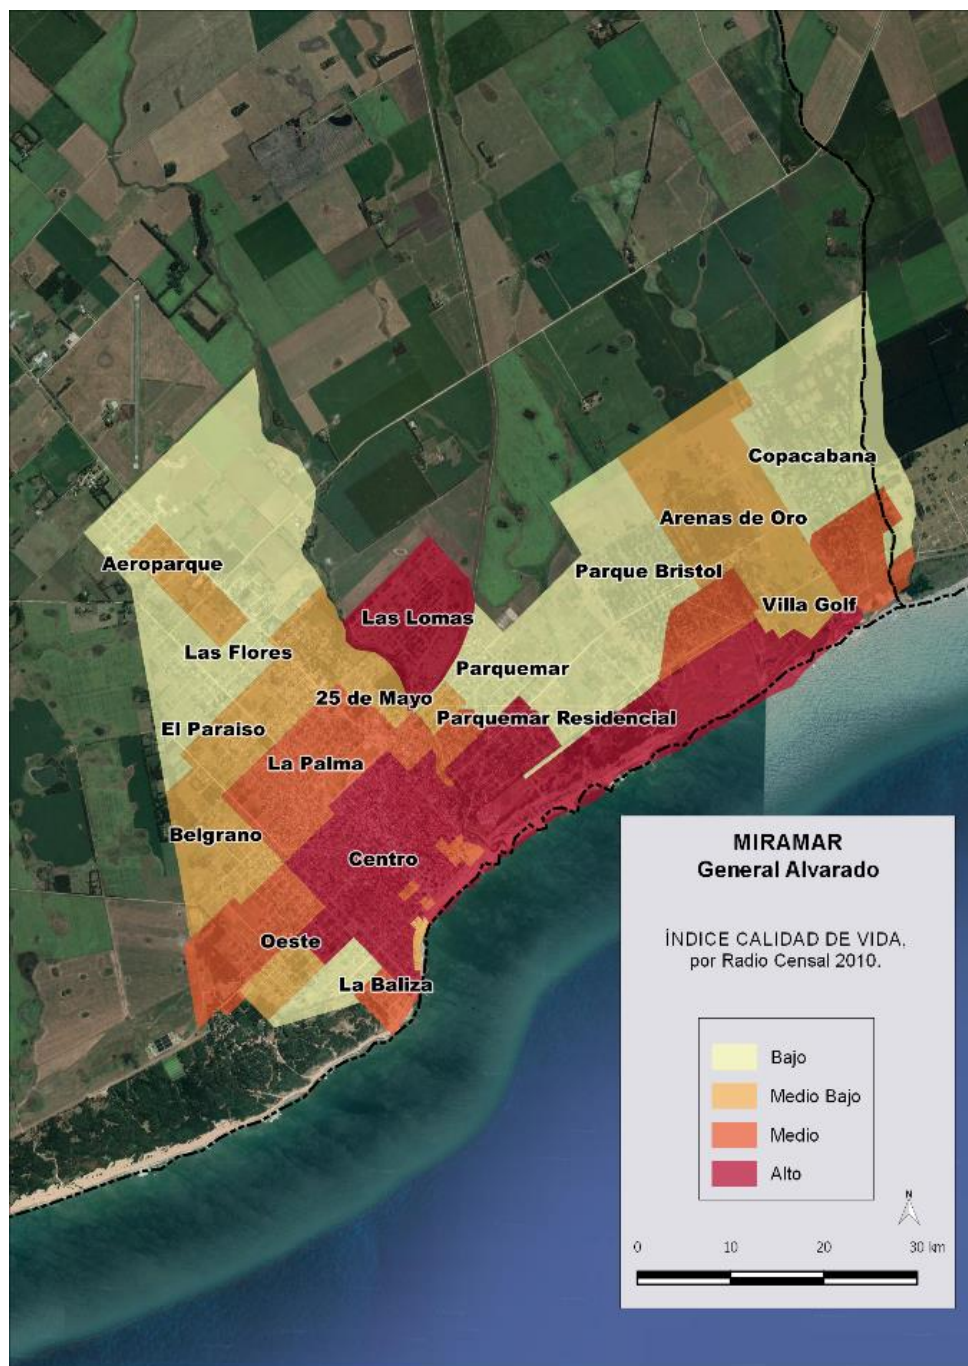 Copacabana
Arenas de Oro
Aeroparque
Parque Bristol
Villa Golf
Las Lomas
Las Flores
Parquemar
25 de Mayo
Parquemar Residencial
El Paraiso
La Palma
Belgrano
Centro
Oeste
La Baliza
MIRAMAR
General Alvarado
ÍNDICE CALIDAD DE VIDA,
por Radio Censal 2010.
Bajo
Medio Bajo
Medio
Alto
N
0 10 20 30 km